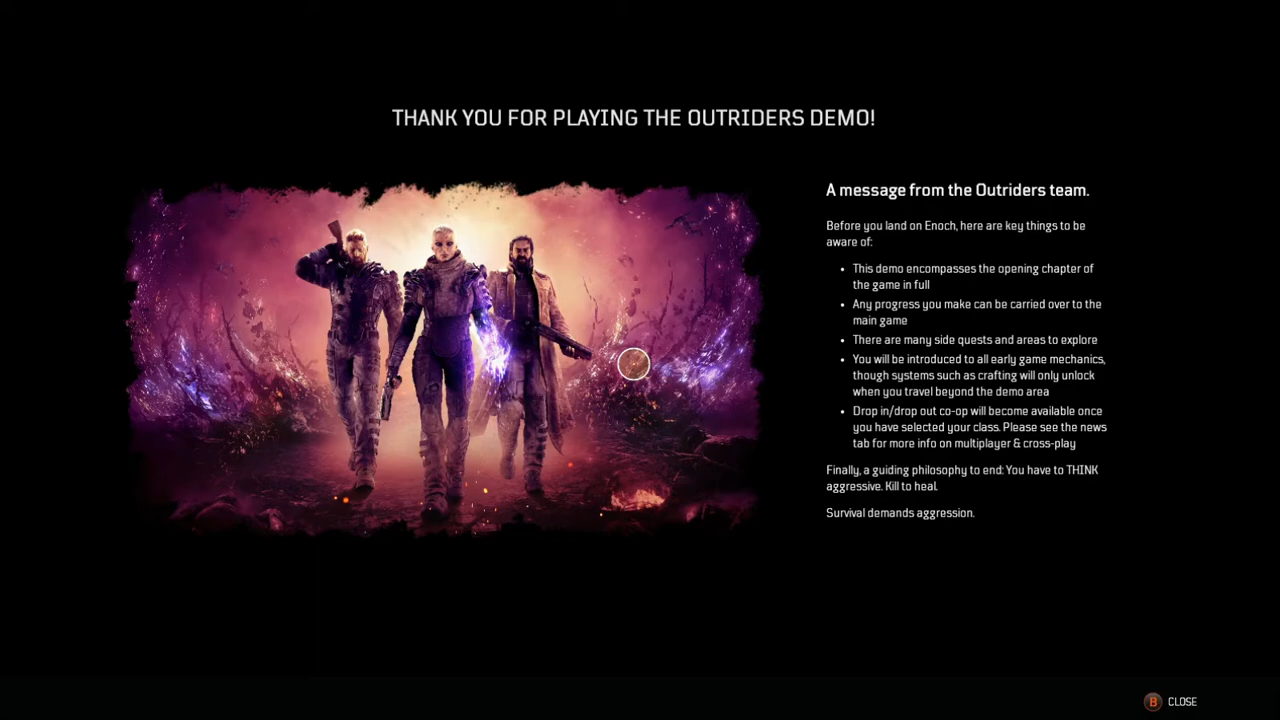 THANK YOU FOR PLAYING THE OUTRIDERS DEMO!
A message from the Outriders team.
Before you land on Enoch, here are key things to be
aware of:
• This demo encompasses the opening chapter of
the game in full
• Any progress you make can be carried over to the
main game
• There are many side quests and areas to explore
• You will be introduced to all early game mechanics,
though systems such as crafting will only unlock
when you travel beyond the demo area
• Drop in/drop out co-op will become available once
you have selected your class. Please see the news
tab for more info on multiplayer & cross-play
Finally, a guiding philosophy to end: You have to THINK
aggressive. Kill to heal.
Survival demands aggression.
B CLOSE